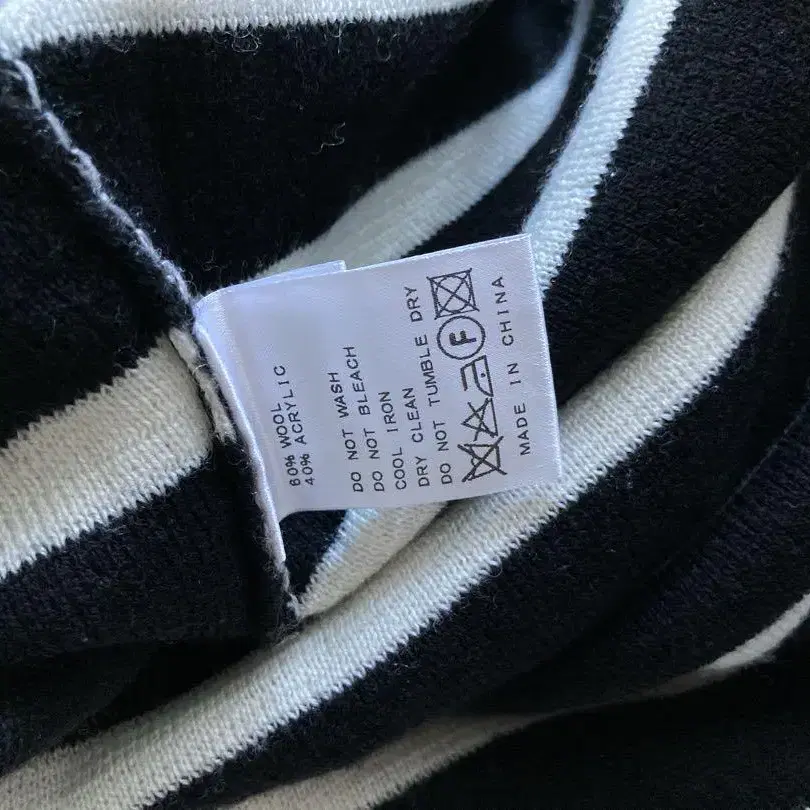 60% WOOL
40% ACRYLIC
DO NOT WASH
DO NOT BLEACH
COOL IRON
DRY CLEAN
DO NOT TUMBLE DRY
F
MADE IN CHINA